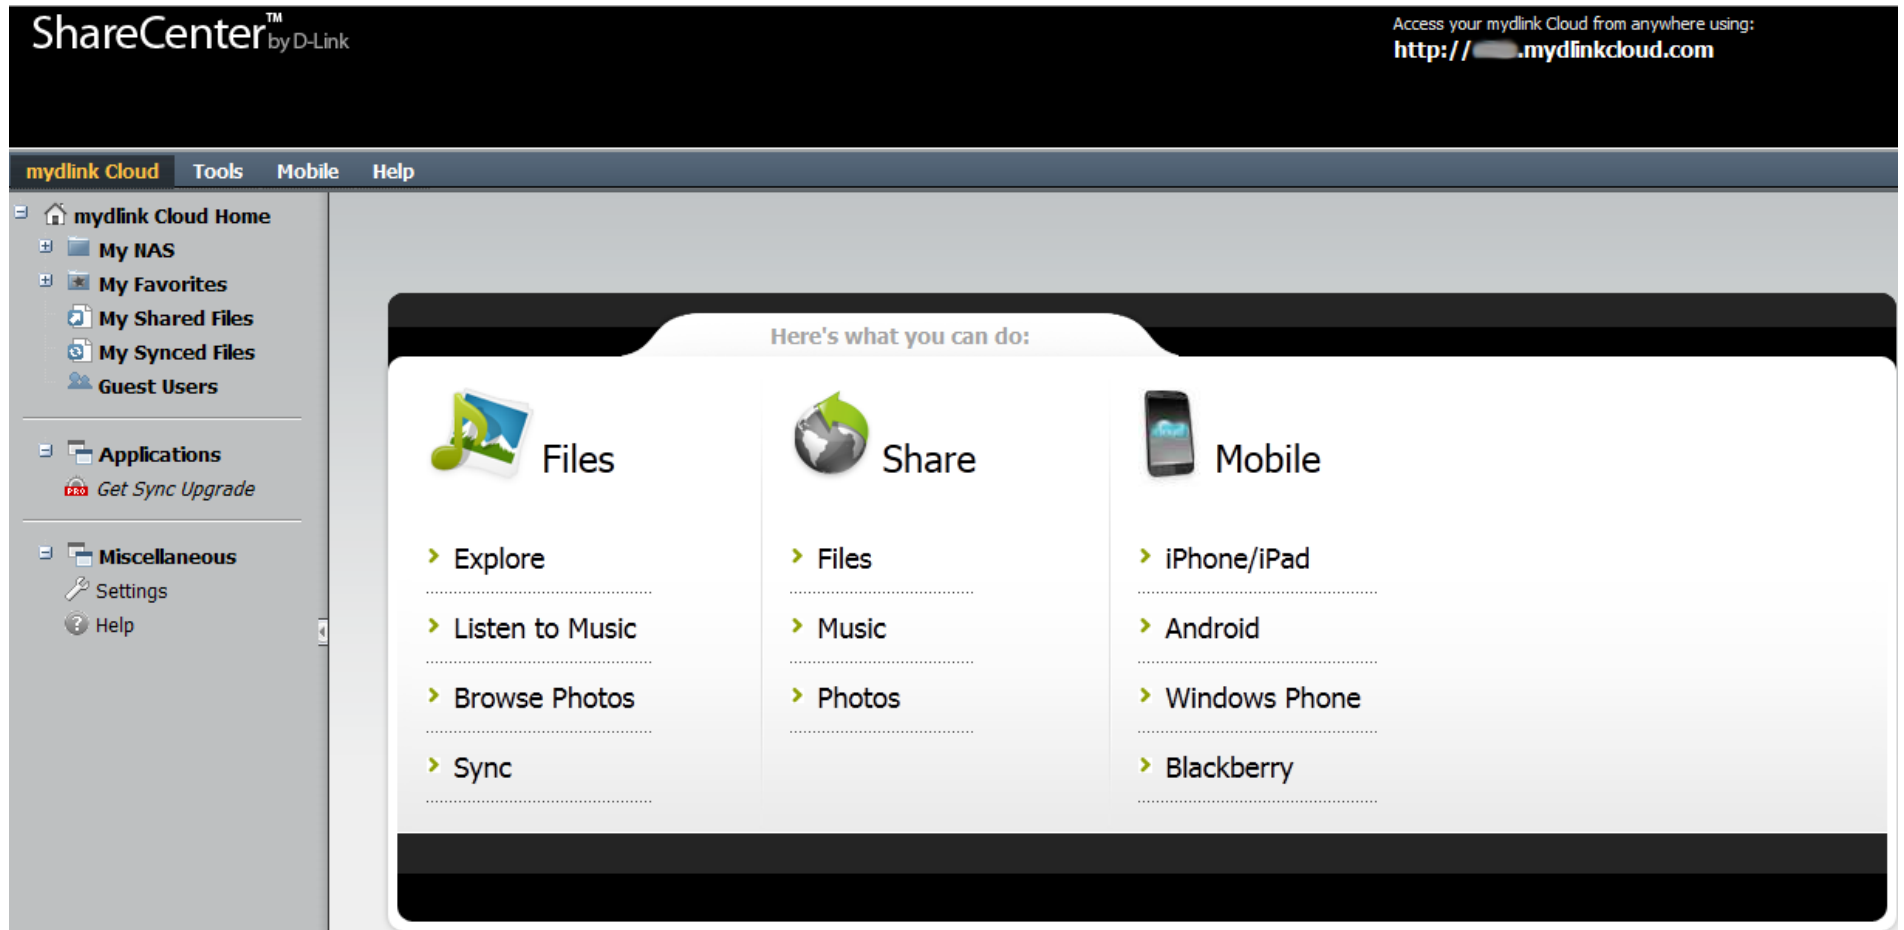 ShareCenter™ by D-Link
Access your mydlink Cloud from anywhere using:
http:// .mydlinkcloud.com
mydlink Cloud Tools Mobile Help
mydlink Cloud Home
My NAS
My Favorites
My Shared Files
My Synced Files
Guest Users
Applications
PRO Get Sync Upgrade
Miscellaneous
Settings
Help
Here's what you can do:
Files
Explore
Listen to Music
Browse Photos
Sync
Share
Files
Music
Photos
cloud
Mobile
iPhone/iPad
Android
Windows Phone
Blackberry